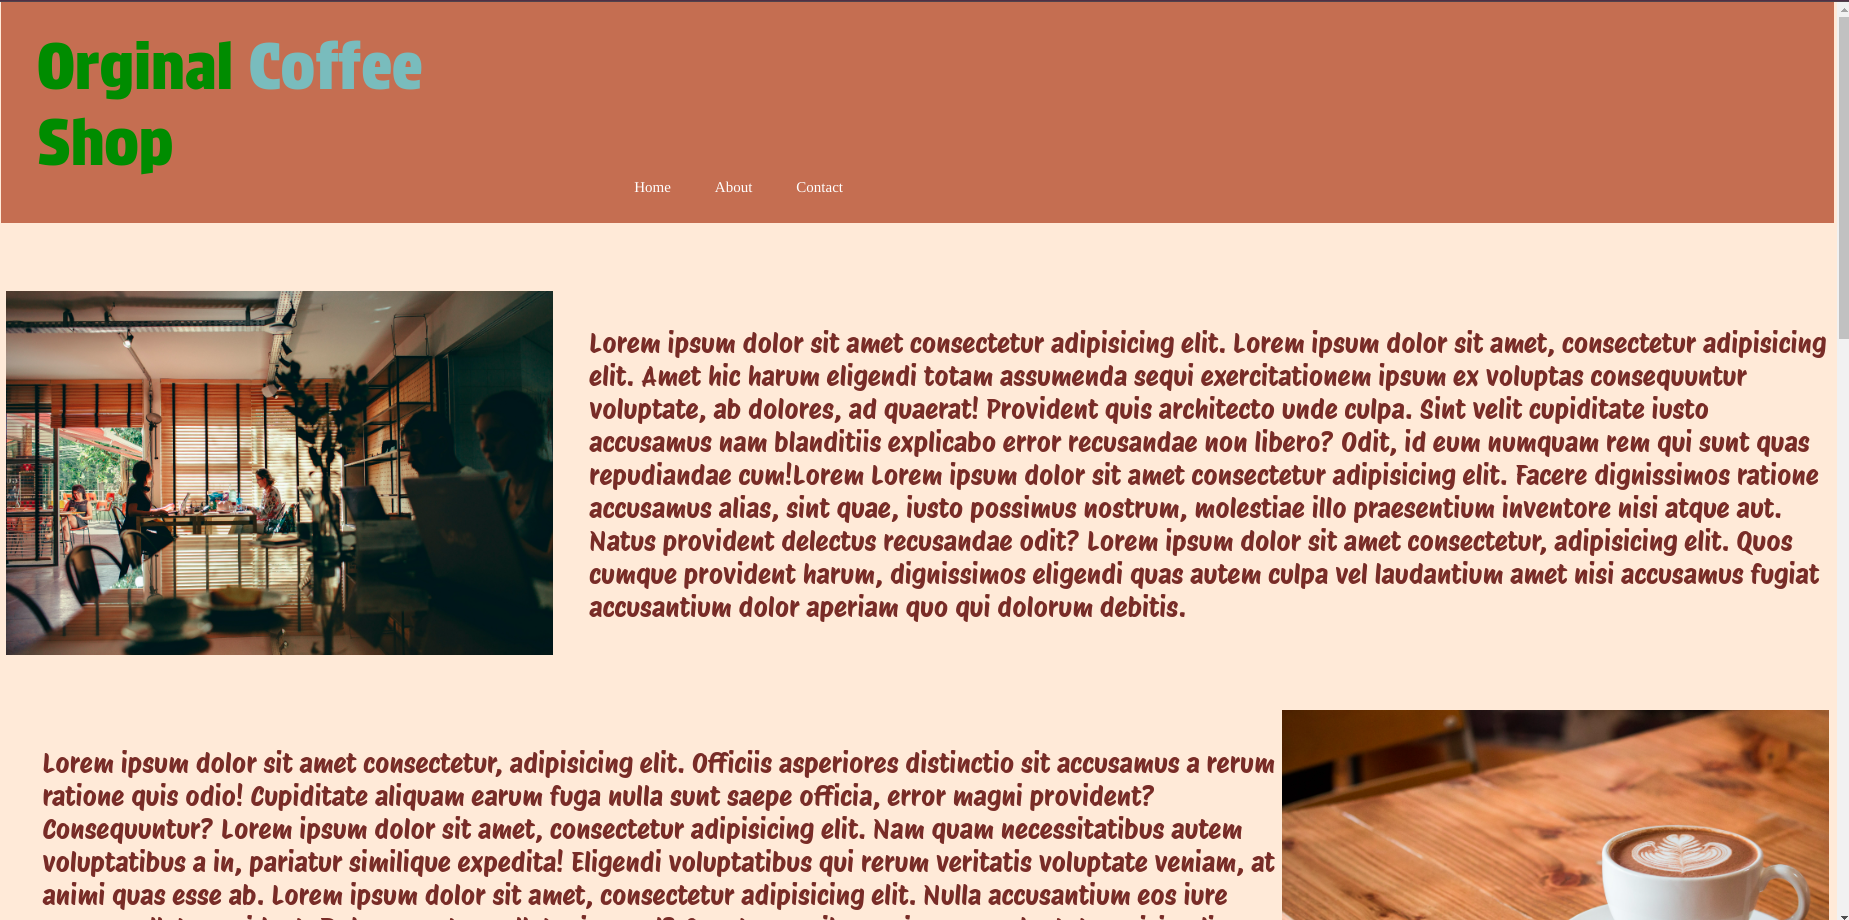 Orginal Coffee
Shop
Home About Contact
Lorem ipsum dolor sit amet consectetur adipisicing elit. Lorem ipsum dolor sit amet, consectetur adipisicing
elit. Amet hic harum eligendi totam assumenda sequi exercitationem ipsum ex voluptas consequuntur
voluptate, ab dolores, ad quaerat! Provident quis architecto unde culpa. Sint velit cupiditate iusto
accusamus nam blanditiis explicabo error recusandae non libero? Odit, id eum numquam rem qui sunt quas
repudiandae cum!Lorem Lorem ipsum dolor sit amet consectetur adipisicing elit. Facere dignissimos ratione
accusamus alias, sint quae, iusto possimus nostrum, molestiae illo praesentium inventore nisi atque aut.
Natus provident delectus recusandae odit? Lorem ipsum dolor sit amet consectetur, adipisicing elit. Quos
cumque provident harum, dignissimos eligendi quas autem culpa vel laudantium amet nisi accusamus fugiat
accusantium dolor aperiam quo qui dolorum debitis.
Lorem ipsum dolor sit amet consectetur, adipisicing elit. Officiis asperiores distinctio sit accusamus a rerum
ratione quis odio! Cupiditate aliquam earum fuga nulla sunt saepe officia, error magni provident?
Consequuntur? Lorem ipsum dolor sit amet, consectetur adipisicing elit. Nam quam necessitatibus autem
voluptatibus a in, pariatur similique expedita! Eligendi voluptatibus qui rerum veritatis voluptate veniam, at
animi quas esse ab. Lorem ipsum dolor sit amet, consectetur adipisicing elit. Nulla accusantium eos iure